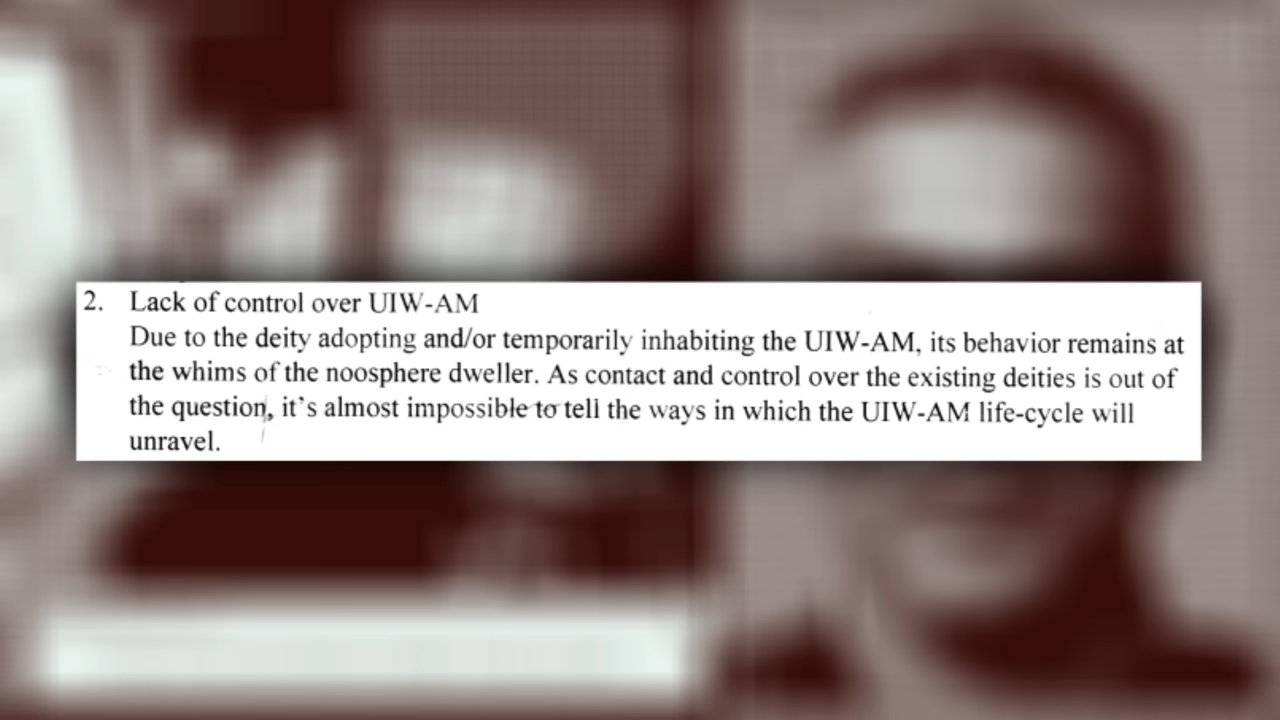 2. Lack of control over UIW-AM
Due to the deity adopting and/or temporarily inhabiting the UIW-AM, its behavior remains at
the whims of the noosphere dweller. As contact and control over the existing deities is out of
the question, it's almost impossible to tell the ways in which the UIW-AM life-cycle will
unravel.